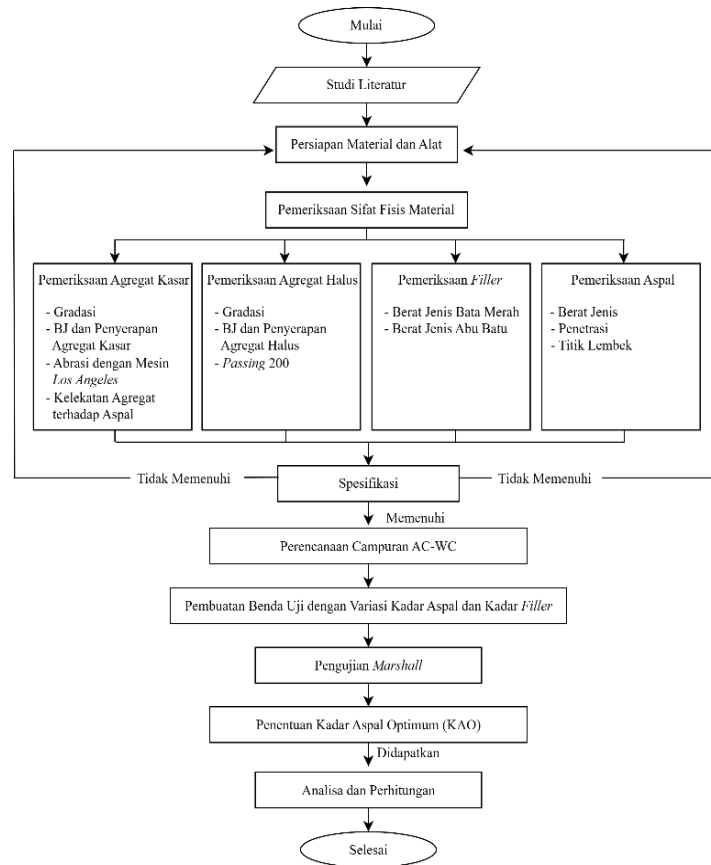 Mulai
Studi Literatur
Persiapan Material dan Alat
Pemeriksaan Sifat Fisis Material
Pemeriksaan Agregat Kasar
- Gradasi
- BJ dan Penyerapan
Agregat Kasar
- Abrasi dengan Mesin
Los Angeles
- Kelekatan Agregat
terhadap Aspal
Pemeriksaan Agregat Halus
- Gradasi
- BJ dan Penyerapan
Agregat Halus
- Passing 200
Pemeriksaan Filler
- Berat Jenis Bata Merah
- Berat Jenis Abu Batu
Pemeriksaan Aspal
- Berat Jenis
- Penetrasi
- Titik Lembek
Tidak Memenuhi
Spesifikasi
Tidak Memenuhi
Memenuhi
Perencanaan Campuran AC-WC
Pembuatan Benda Uji dengan Variasi Kadar Aspal dan Kadar Filler
Pengujian Marshall
Penentuan Kadar Aspal Optimum (KAO)
Didapatkan
Analisa dan Perhitungan
Selesai